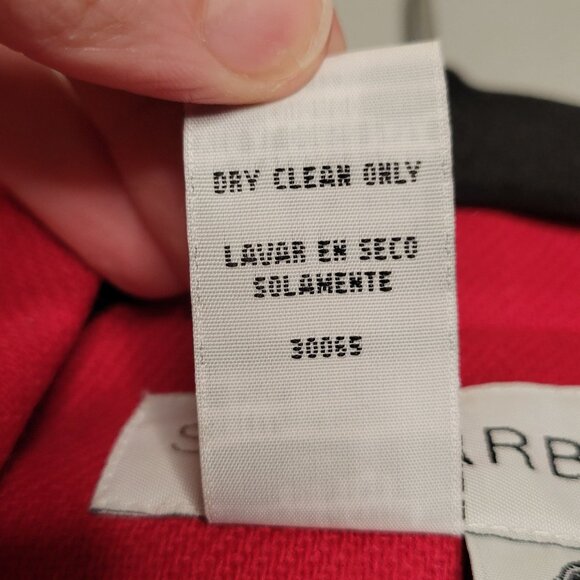 DRY CLEAN ONLY
LAVAR EN SECO
SOLAMENTE
30065